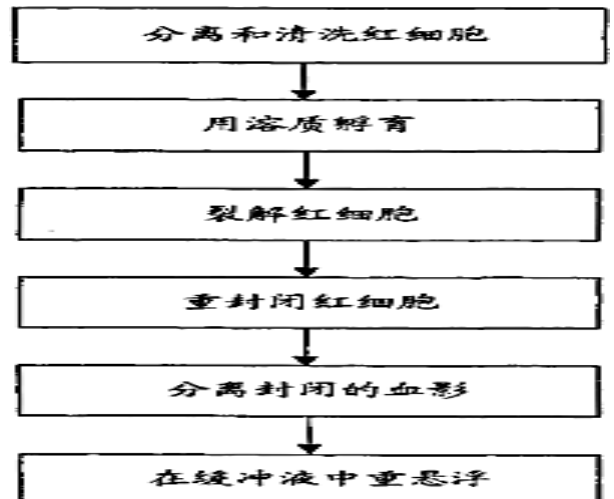 分离和清洗红细胞
用溶质孵育
裂解红细胞
重封闭红细胞
分离封闭的血影
在缓冲液中重悬浮